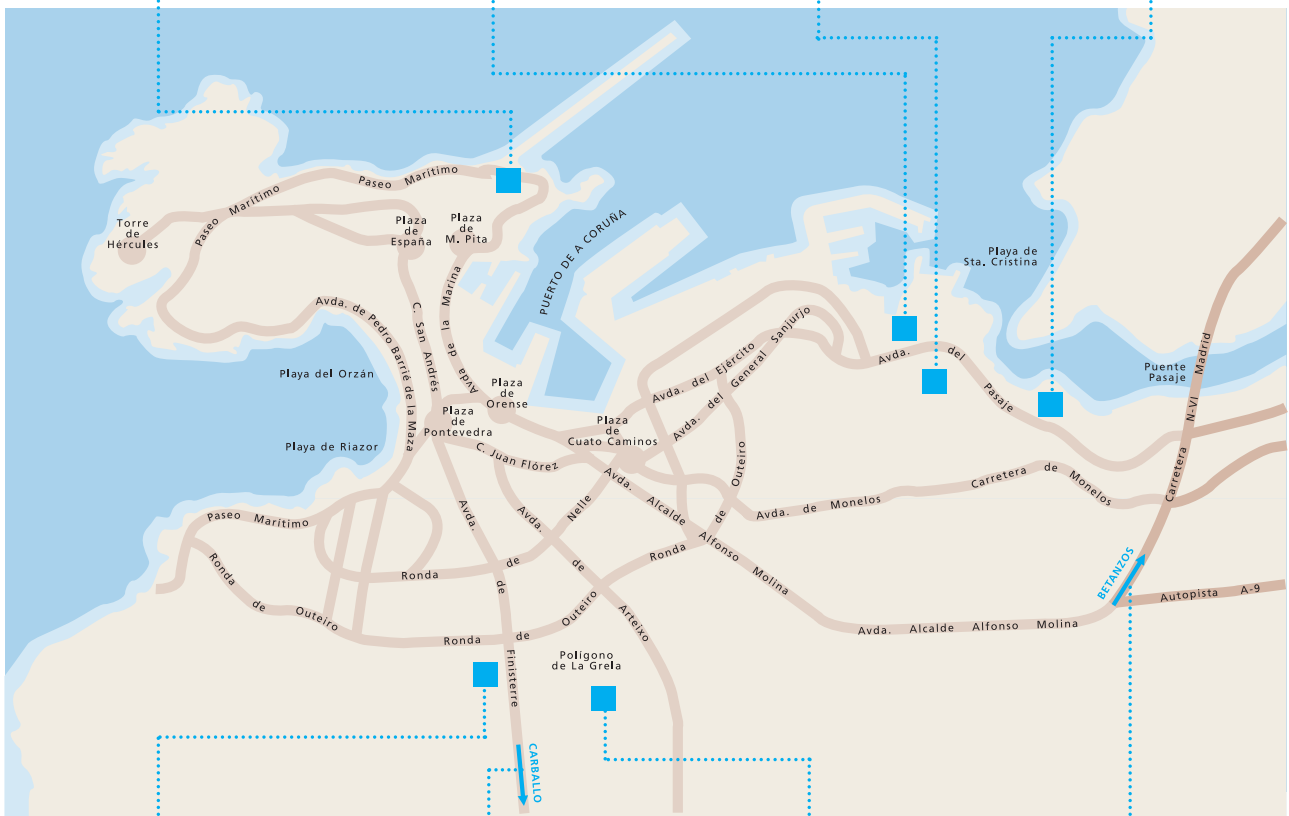 Paseo Marítimo
Paseo Marítimo
Torre
de
Hércules
Plaza
de
España
Plaza
de
M. Pita
PUERTO DE A CORUÑA
Playa de
Sta. Cristina
Avda. de Pedro Barrié de la Maza
C. San Andrés
Avda de la Marina
Playa del Orzán
Plaza
de
Orense
Avda. del Ejército
Avda. del General Sanjurjo
Avda. del Pasaje
Puente
Pasaje
Carretera N-VI Madrid
Plaza
de
Pontevedra
Plaza
de
Cuato Caminos
Playa de Riazor
C. Juan Flórez
Avda. Alcalde Alfonso Molina
Ronda de Outeiro
Avda. de Monelos
Carretera de Monelos
Paseo Marítimo
Ronda de Nelle
Avda. de Finisterre
Avda. de Arteixo
Ronda de Outeiro
Ronda de Outeiro
Avda. Alcalde Alfonso Molina
BETANZOS
Autopista A-9
Polígono
de La Grela
CARBALLO